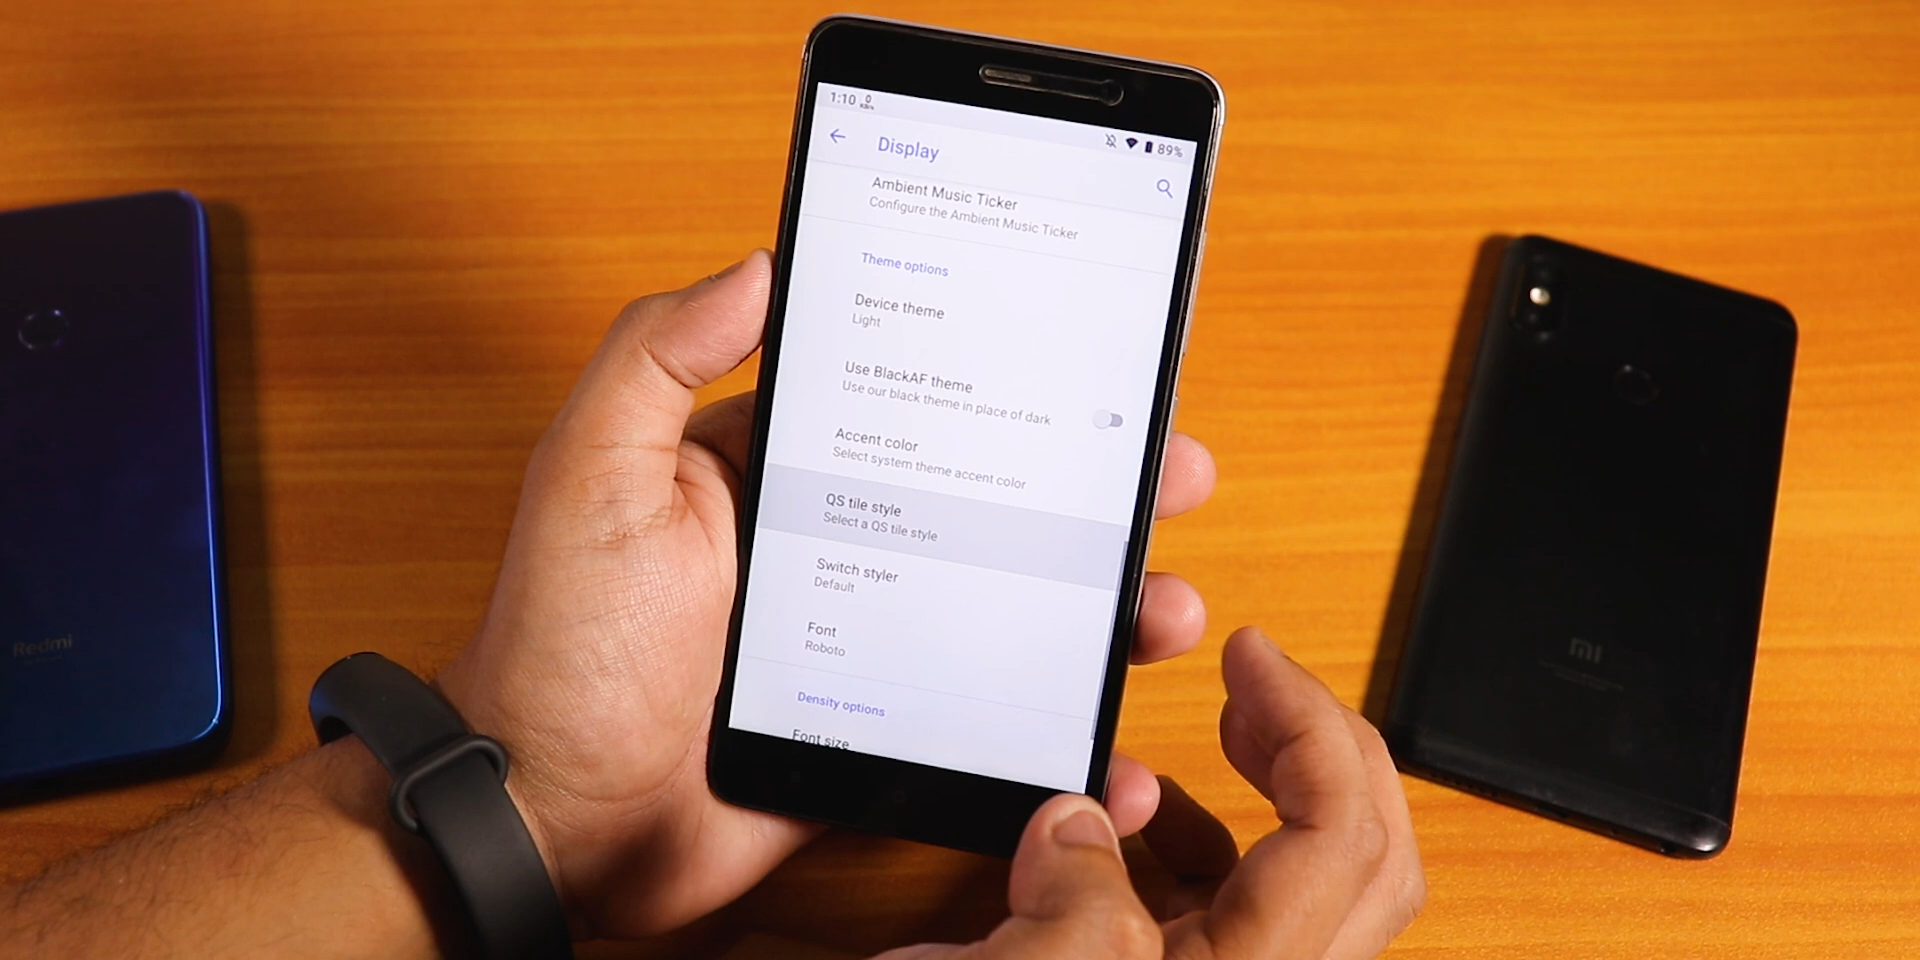 1:10 0 KB/s
89%
Display
Ambient Music Ticker
Configure the Ambient Music Ticker
Theme options
Device theme
Light
Use BlackAF theme
Use our black theme in place of dark
Accent color
Select system theme accent color
QS tile style
Select a QS tile style
Switch styler
Default
Font
Roboto
Density options
Font size
Redmi
mi